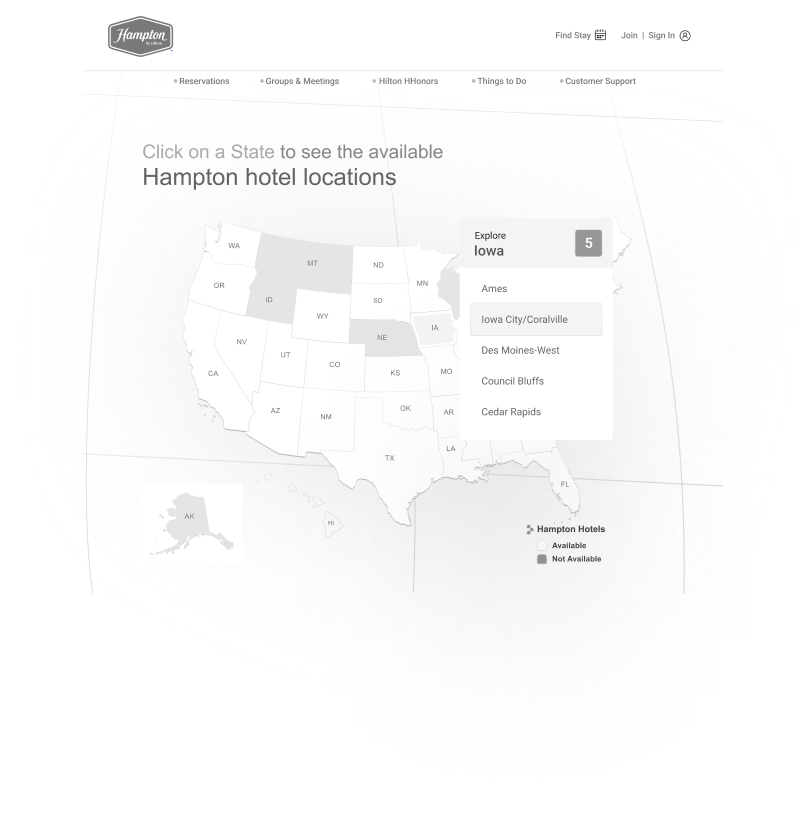 Hampton
by Hilton
Find Stay
Join | Sign In
Reservations
Groups & Meetings
Hilton HHonors
Things to Do
Customer Support
Click on a State to see the available
Hampton hotel locations
Explore
Iowa
5
Ames
Iowa City/Coralville
Des Moines-West
Council Bluffs
Cedar Rapids
WA
MT
ND
MN
OR
ID
SD
WY
IA
NE
NV
UT
CO
KS
MO
CA
AZ
NM
OK
AR
TX
LA
FL
AK
HI
Hampton Hotels
Available
Not Available